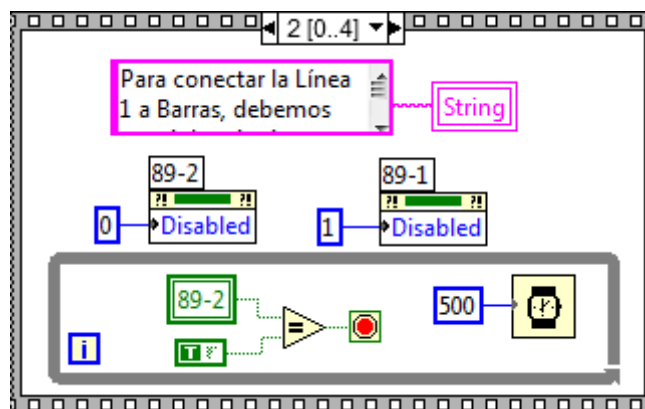 2 [0..4]
Para conectar la Línea
1 a Barras, debemos
String
89-2
89-1
?! ?!
?! ?!
0
Disabled
1
Disabled
89-2
500
T F
i